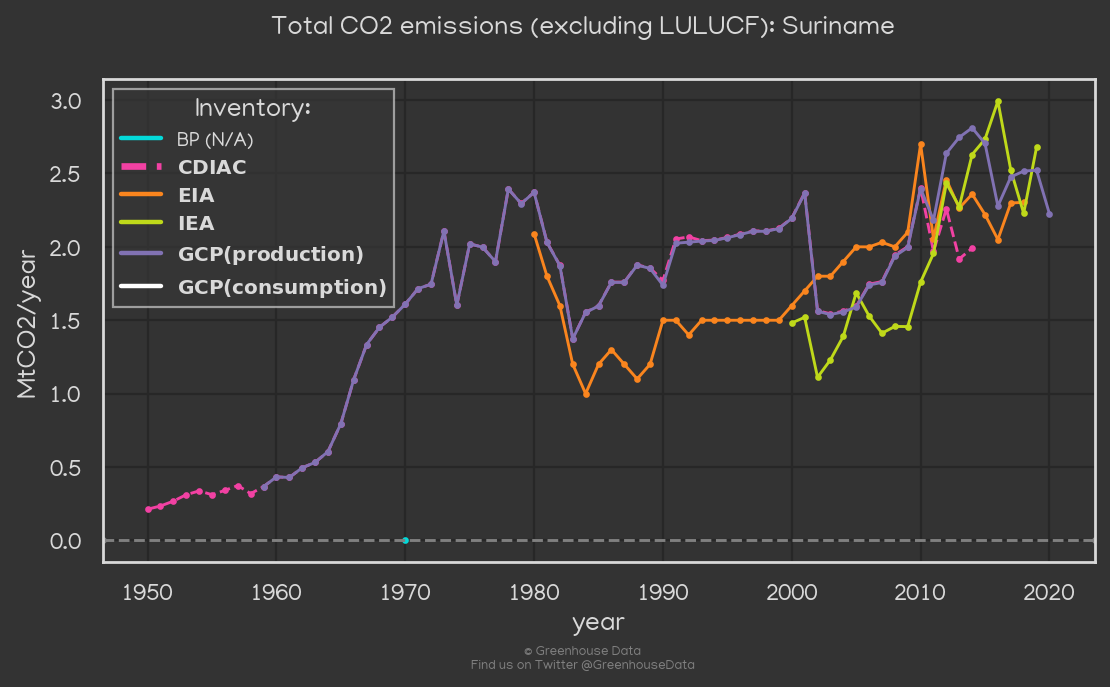 Total CO2 emissions (excluding LULUCF): Suriname
Inventory:
BP (N/A)
CDIAC
EIA
IEA
GCP(production)
GCP(consumption)
MtCO2/year
3.0
2.5
2.0
1.5
1.0
0.5
0.0
1950 1960 1970 1980 1990 2000 2010 2020
year
© Greenhouse Data
Find us on Twitter @GreenhouseData